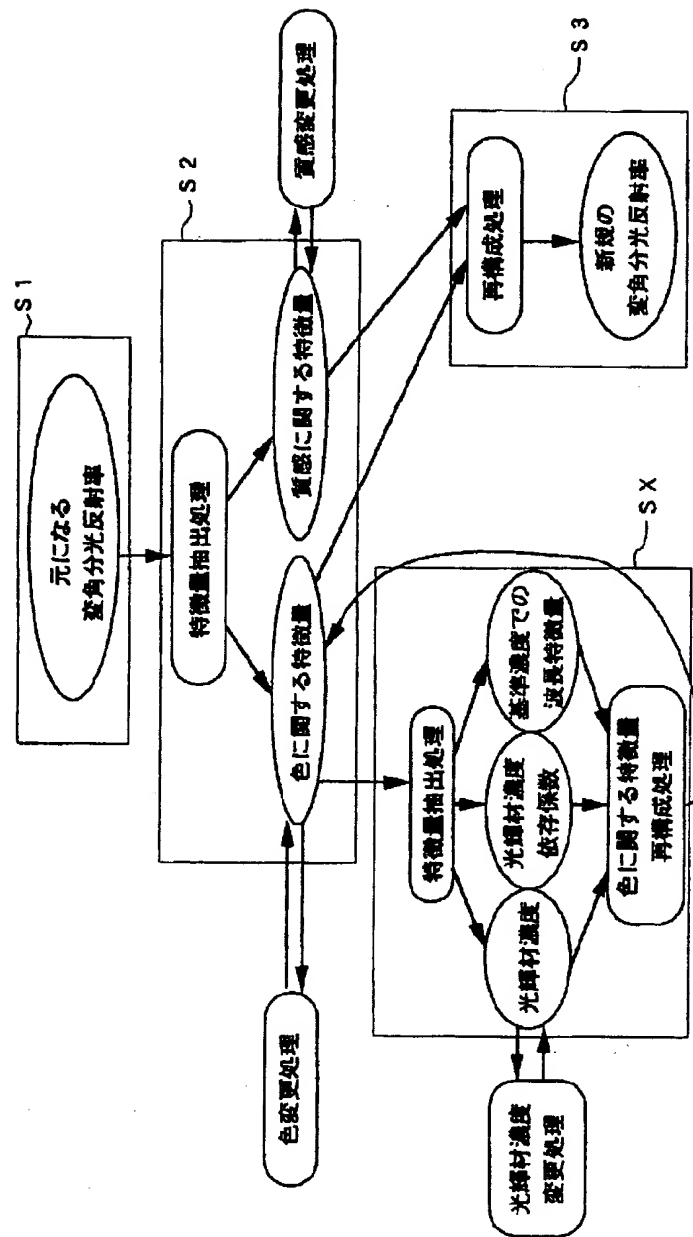 S1
元になる
変角分光反射率
S2
特徴量抽出処理
色に関する特徴量
質感に関する特徴量
色変更処理
質感変更処理
SX
特徴量抽出処理
光輝材濃度
光輝材濃度
依存係数
基準濃度での
波長特徴量
色に関する特徴量
再構成処理
光輝材濃度
変更処理
S3
再構成処理
新規の
変角分光反射率